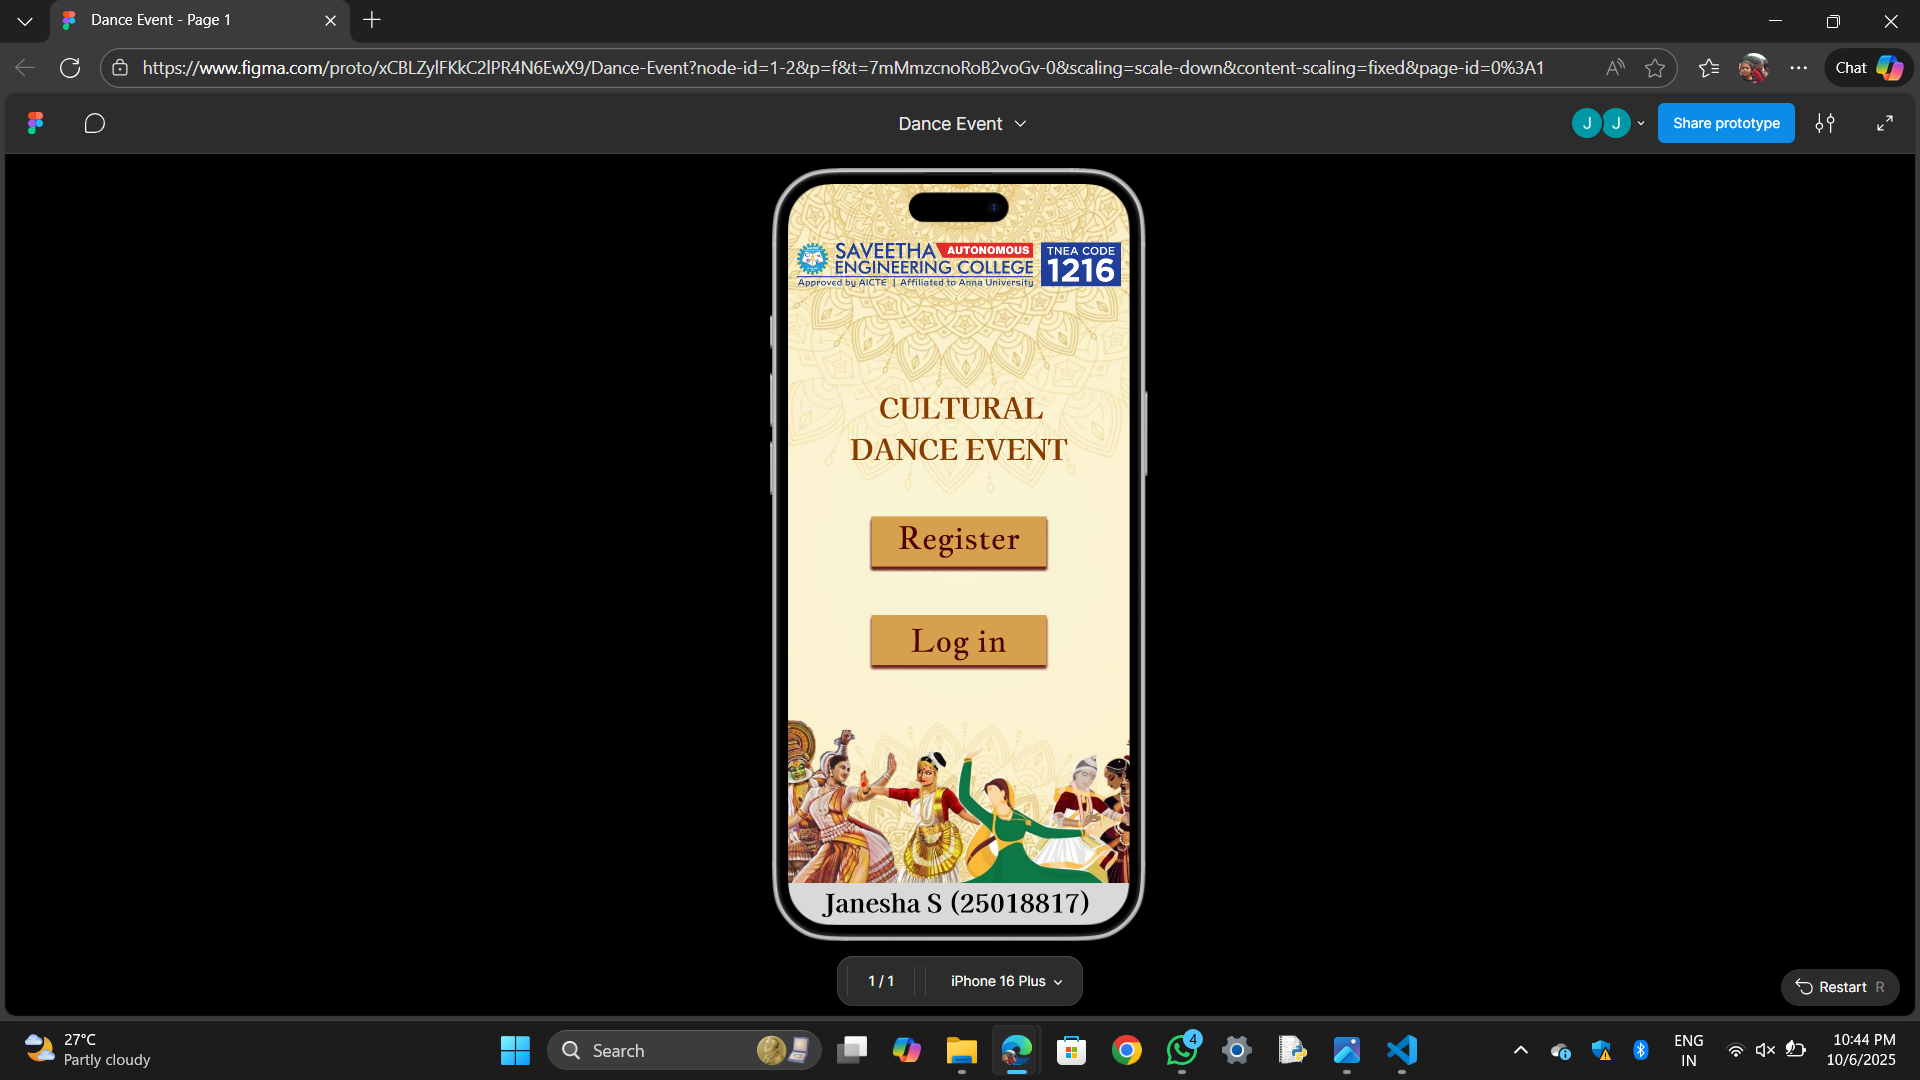 Dance Event - Page 1
https://www.figma.com/proto/xCBLZylFKkC2lPR4N6EwX9/Dance-Event?node-id=1-2&p=f&t=7mMmzcnoRoB2voGv-0&scaling=scale-down&content-scaling=fixed&page-id=0%3A1
Chat
Dance Event
J J
Share prototype
SAVEETHA AUTONOMOUS
ENGINEERING COLLEGE
Approved by AICTE | Affiliated to Anna University
TNEA CODE
1216
CULTURAL
DANCE EVENT
Register
Log in
Janesha S (25018817)
1 / 1
iPhone 16 Plus
Restart R
27°C
Partly cloudy
Search
4
ENG
IN
10:44 PM
10/6/2025